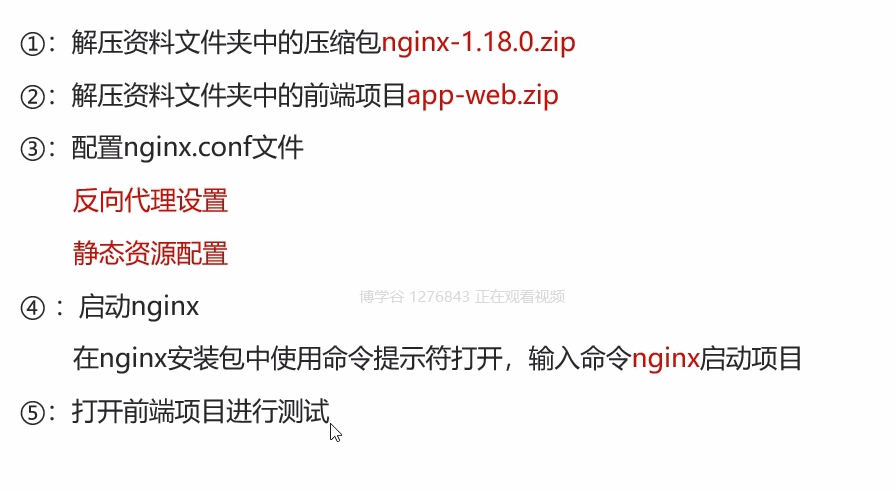 ①：解压资料文件夹中的压缩包nginx-1.18.0.zip
②：解压资料文件夹中的前端项目app-web.zip
③：配置nginx.conf文件
反向代理设置
静态资源配置
④ ：启动nginx
博学谷 1276843 正在观看视频
在nginx安装包中使用命令提示符打开，输入命令nginx启动项目
⑤：打开前端项目进行测试